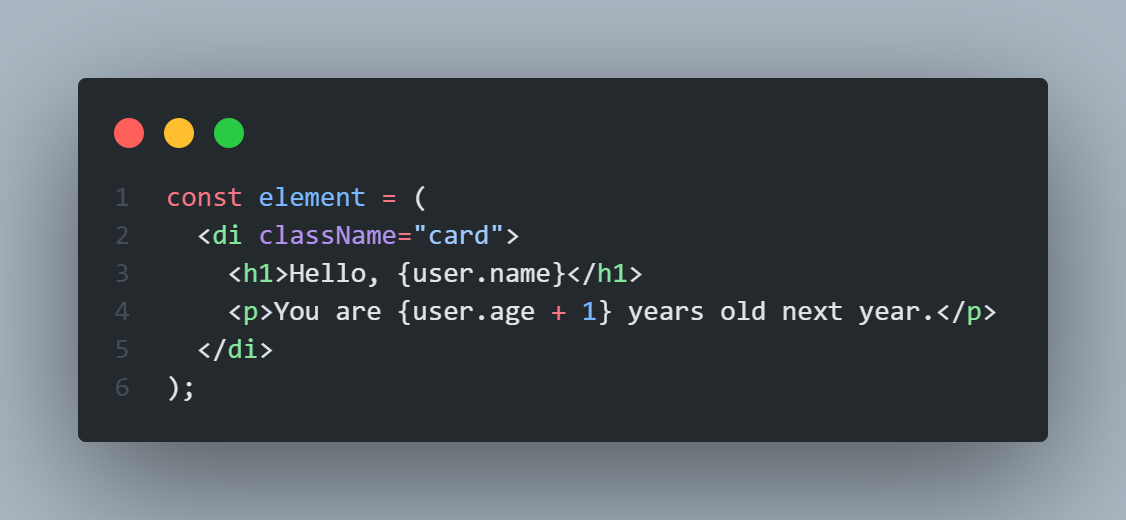 1 const element = (
2   <di className="card">
3     <h1>Hello, {user.name}</h1>
4     <p>You are {user.age + 1} years old next year.</p>
5   </di>
6 );